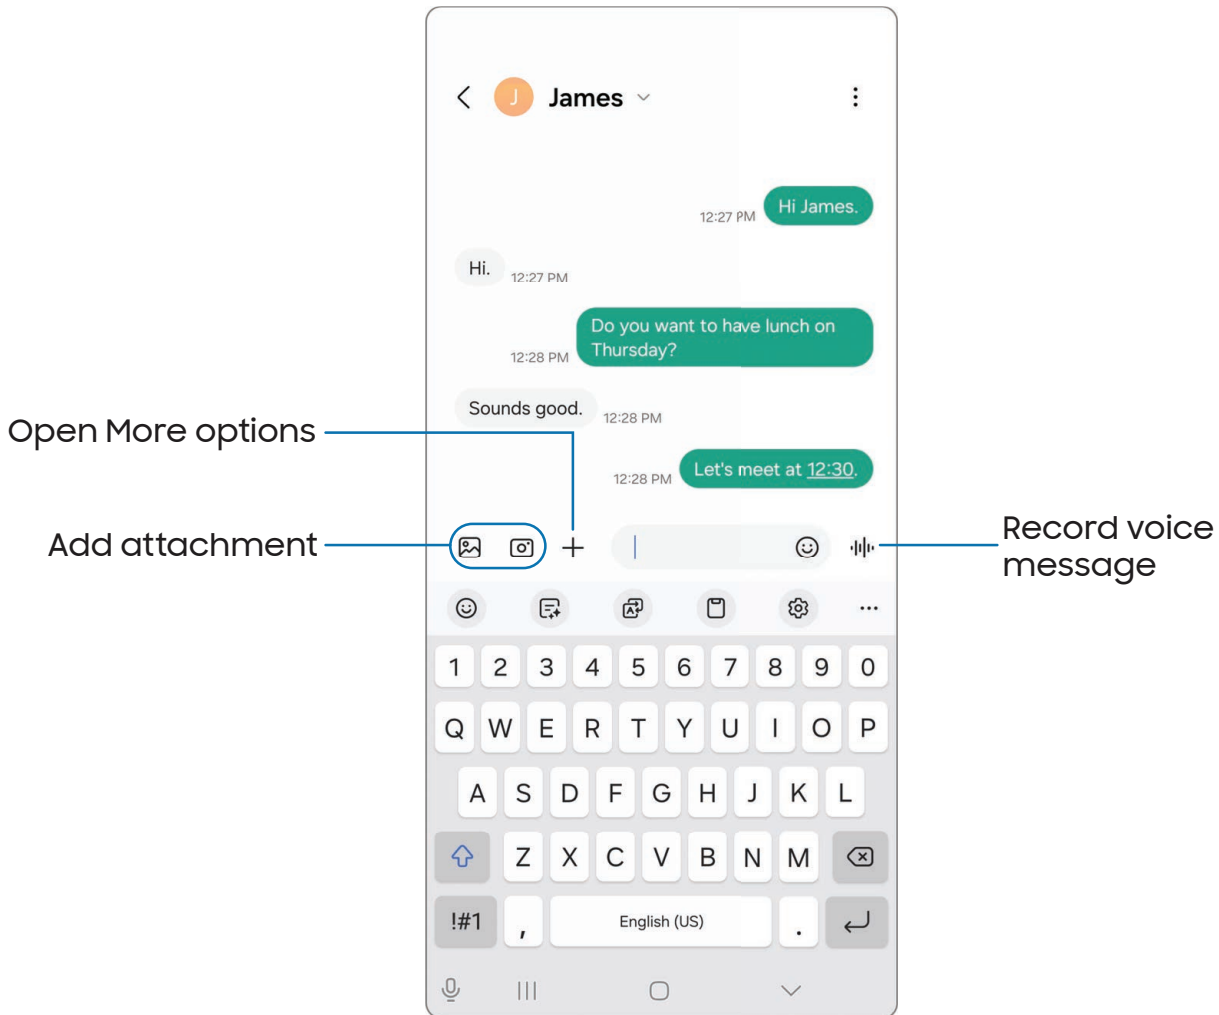 J
James
12:27 PM
Hi James.
Hi.
12:27 PM
Do you want to have lunch on
Thursday?
12:28 PM
Sounds good.
12:28 PM
Open More options
12:28 PM
Let's meet at 12:30.
Add attachment
Record voice
message
1 2 3 4 5 6 7 8 9 0
Q W E R T Y U I O P
A S D F G H J K L
Z X C V B N M
!#1 , English (US) .